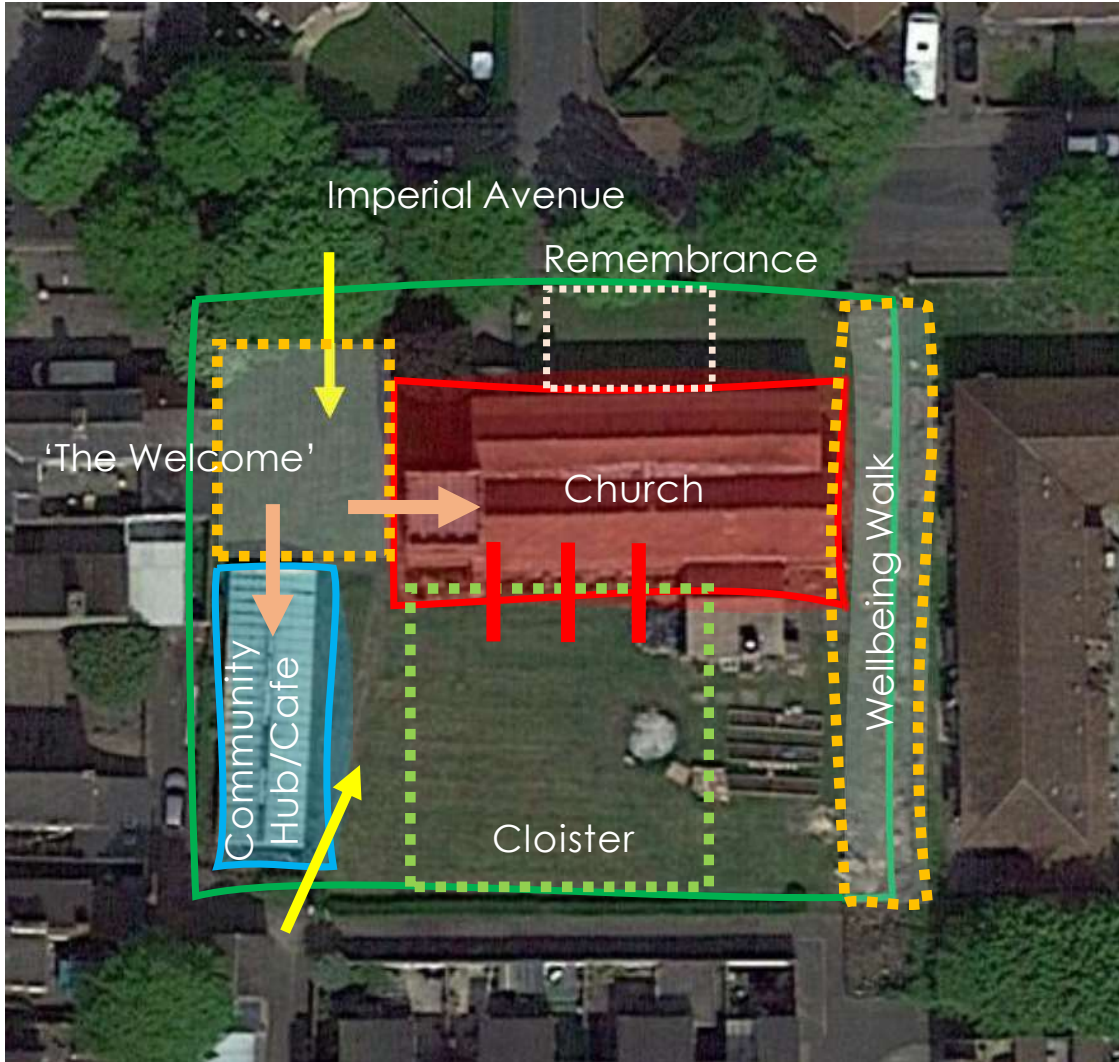 Imperial Avenue
Remembrance
‘The Welcome’
Church
Wellbeing Walk
Community
Hub/Cafe
Cloister